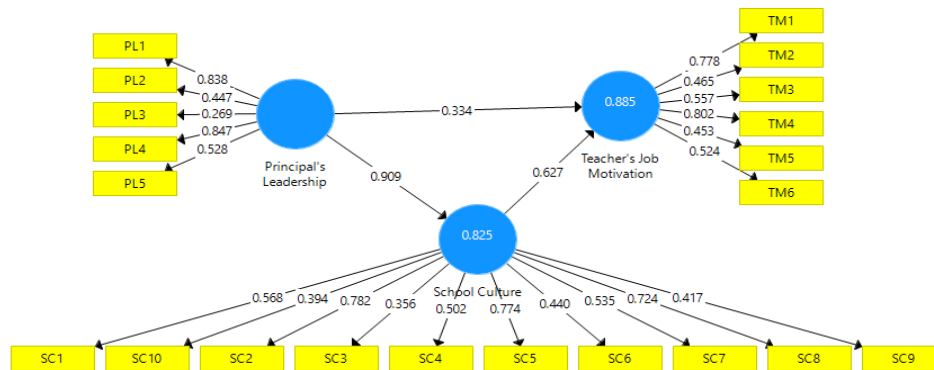 TM1
PL1
0.778
TM2
0.838
PL2
0.465
0.447
0.885
0.557
TM3
PL3
0.269
0.334
0.802
TM4
0.847
PL4
0.453
0.528
Principal's
Leadership
Teacher's Job
Motivation
TM5
PL5
0.524
0.909
0.627
TM6
0.825
School Culture
0.568
0.394
0.782
0.356
0.502
0.774
0.440
0.535
0.724
0.417
SC1
SC10
SC2
SC3
SC4
SC5
SC6
SC7
SC8
SC9